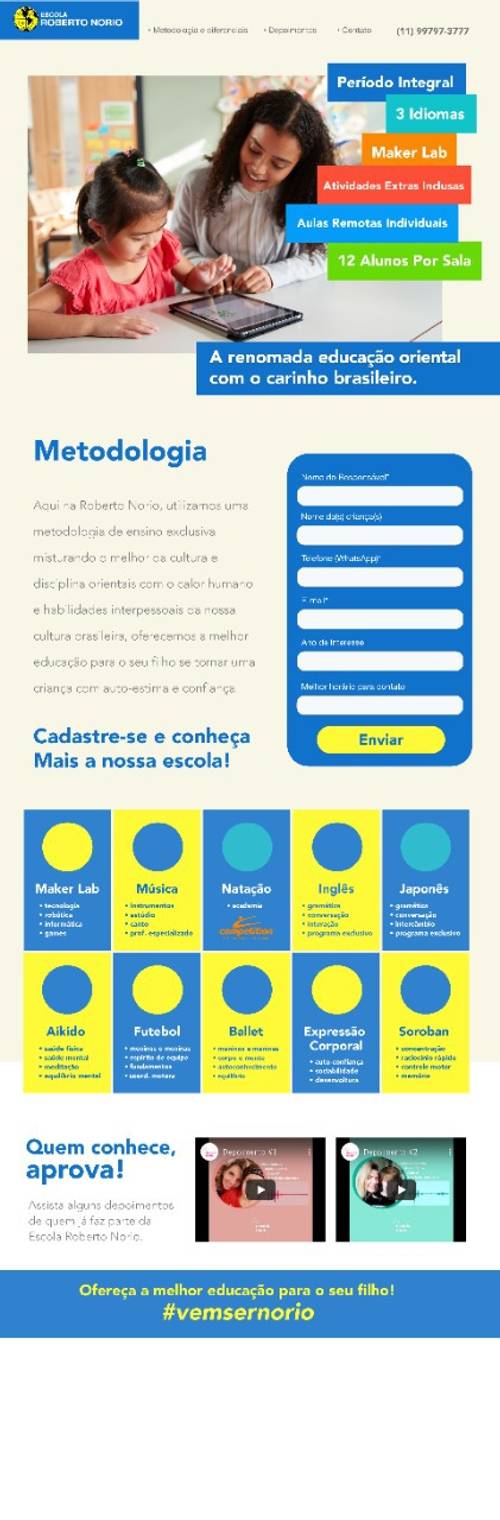 ESCOLA
ROBERTO NORIO
• Metodologia e diferenciais • Depoimentos • Contato (11) 99797-3777
Período Integral
3 Idiomas
Maker Lab
Atividades Extras Inclusas
Aulas Remotas Individuais
12 Alunos Por Sala
A renomada educação oriental
com o carinho brasileiro.
Metodologia
Aqui na Roberto Norio, utilizamos uma
metodologia de ensino exclusiva
misturando o melhor da cultura e
disciplina orientais com o calor humano
e habilidades interpessoais da nossa
cultura brasileira, oferecemos a melhor
educação para o seu filho se tornar uma
criança com auto-estima e confiança.
Cadastre-se e conheça
Mais a nossa escola!
Nome do Responsável*
Nome da(s) criança(s)
Telefone (WhatsApp)*
E-mail*
Ano de Interesse
Melhor horário para contato
Enviar
Maker Lab
• tecnologia
• robótica
• informática
• games
Música
• instrumentos
• estúdio
• canto
• prof. especializado
Natação
• academia
competition
Inglês
• gramática
• conversação
• interação
• programa exclusivo
Japonês
• gramática
• conversação
• intercâmbio
• programa exclusivo
Aikido
• saúde física
• saúde mental
• meditação
• equilíbrio mental
Futebol
• meninos e meninas
• espírito de equipe
• fundamentos
• coord. motora
Ballet
• meninos e meninas
• corpo e mente
• autoconhecimento
• equilíbrio
Expressão
Corporal
• auto-confiança
• sociabilidade
• desenvoltura
Soroban
• concentração
• raciocínio rápido
• controle motor
• memória
Quem conhece,
aprova!
Assista alguns depoimentos
de quem já faz parte da
Escola Roberto Norio.
Depoimento #1
Depoimento #2
Ofereça a melhor educação para o seu filho!
#vemsernorio